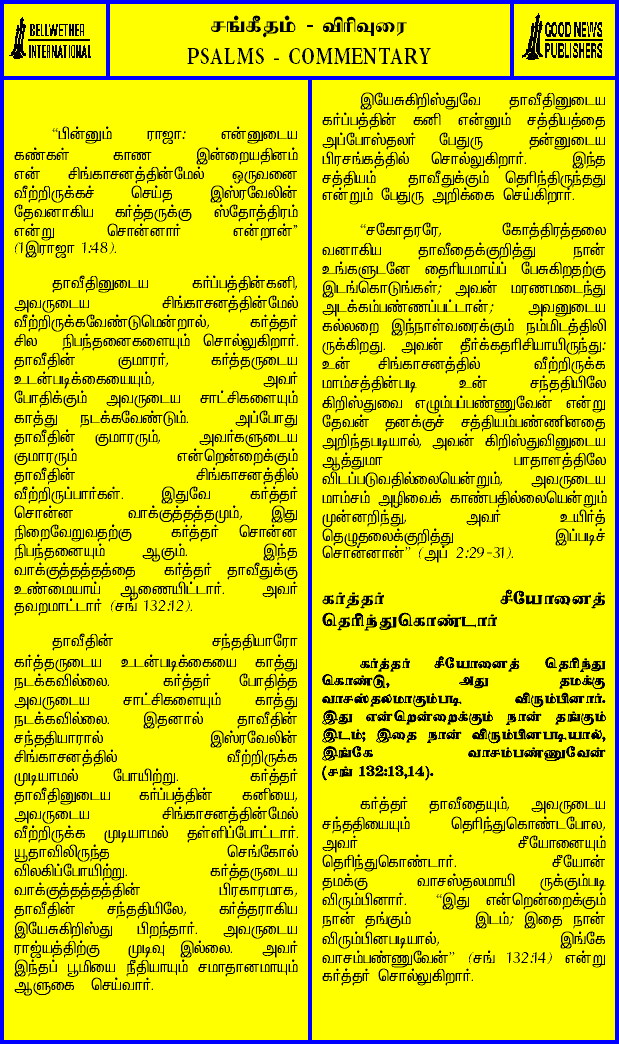 BELLWETHER
INTERNATIONAL
சங்கீதம் - விரிவுரை
PSALMS - COMMENTARY
GOOD NEWS
PUBLISHERS
“பின்னும் ராஜா: என்னுடைய
கண்கள் காண இன்றையதினம்
என் சிங்காசனத்தின்மேல் ஒருவனை
வீற்றிருக்கச் செய்த இஸ்ரவேலின்
தேவனாகிய கர்த்தருக்கு ஸ்தோத்திரம்
என்று சொன்னார் என்றான்”
(1இராஜா 1:48).
தாவீதினுடைய கர்ப்பத்தின்கனி,
அவருடைய சிங்காசனத்தின்மேல்
வீற்றிருக்கவேண்டுமென்றால், கர்த்தர்
சில நிபந்தனைகளையும் சொல்லுகிறார்.
தாவீதின் குமாரர், கர்த்தருடைய
உடன்படிக்கையையும், அவர்
போதிக்கும் அவருடைய சாட்சிகளையும்
காத்து நடக்கவேண்டும். அப்போது
தாவீதின் குமாரரும், அவர்களுடைய
குமாரரும் என்றென்றைக்கும்
தாவீதின் சிங்காசனத்தில்
வீற்றிருப்பார்கள். இதுவே கர்த்தர்
சொன்ன வாக்குத்தத்தமும், இது
நிறைவேறுவதற்கு கர்த்தர் சொன்ன
நிபந்தனையும் ஆகும். இந்த
வாக்குத்தத்தத்தை கர்த்தர் தாவீதுக்கு
உண்மையாய் ஆணையிட்டார். அவர்
தவறமாட்டார் (சங் 132:12).
தாவீதின் சந்ததியாரோ
கர்த்தருடைய உடன்படிக்கையை காத்து
நடக்கவில்லை. கர்த்தர் போதித்த
அவருடைய சாட்சிகளையும் காத்து
நடக்கவில்லை. இதனால் தாவீதின்
சந்ததியாரால் இஸ்ரவேலின்
சிங்காசனத்தில் வீற்றிருக்க
முடியாமல் போயிற்று. கர்த்தர்
தாவீதினுடைய கர்ப்பத்தின் கனியை,
அவருடைய சிங்காசனத்தின்மேல்
வீற்றிருக்க முடியாமல் தள்ளிப்போட்டார்.
யூதாவிலிருந்த செங்கோல்
விலகிப்போயிற்று. கர்த்தருடைய
வாக்குத்தத்தத்தின் பிரகாரமாக,
தாவீதின் சந்ததியிலே, கர்த்தராகிய
இயேசுகிறிஸ்து பிறந்தார். அவருடைய
ராஜ்யத்திற்கு முடிவு இல்லை. அவர்
இந்தப் பூமியை நீதியாயும் சமாதானமாயும்
ஆளுகை செய்வார்.
இயேசுகிறிஸ்துவே தாவீதினுடைய
கர்ப்பத்தின் கனி என்னும் சத்தியத்தை
அப்போஸ்தலர் பேதுரு தன்னுடைய
பிரசங்கத்தில் சொல்லுகிறார். இந்த
சத்தியம் தாவீதுக்கும் தெரிந்திருந்தது
என்றும் பேதுரு அறிக்கை செய்கிறார்.
“சகோதரரே, கோத்திரத்தலை
வனாகிய தாவீதைக்குறித்து நான்
உங்களுடனே தைரியமாய்ப் பேசுகிறதற்கு
இடங்கொடுங்கள்; அவன் மரணமடைந்து
அடக்கம்பண்ணப்பட்டான்; அவனுடைய
கல்லறை இந்நாள்வரைக்கும் நம்மிடத்திலி
ருக்கிறது. அவன் தீர்க்கதரிசியாயிருந்து:
உன் சிங்காசனத்தில் வீற்றிருக்க
மாம்சத்தின்படி உன் சந்ததியிலே
கிறிஸ்துவை எழும்பப்பண்ணுவேன் என்று
தேவன் தனக்குச் சத்தியம்பண்ணினதை
அறிந்தபடியால், அவன் கிறிஸ்துவினுடைய
ஆத்துமா பாதாளத்திலே
விடப்படுவதில்லையென்றும், அவருடைய
மாம்சம் அழிவைக் காண்பதில்லையென்றும்
முன்னறிந்து, அவர் உயிர்த்
தெழுதலைக்குறித்து இப்படிச்
சொன்னான்” (அப் 2:29-31).
கர்த்தர் சீயோனைத்
தெரிந்துகொண்டார்
கர்த்தர் சீயோனைத் தெரிந்து
கொண்டு, அது தமக்கு
வாசஸ்தலமாகும்படி விரும்பினார்.
இது என்றென்றைக்கும் நான் தங்கும்
இடம்; இதை நான் விரும்பினபடியால்,
இங்கே வாசம்பண்ணுவேன்
(சங் 132:13,14).
கர்த்தர் தாவீதையும், அவருடைய
சந்ததியையும் தெரிந்துகொண்டபோல,
அவர் சீயோனையும்
தெரிந்துகொண்டார். சீயோன்
தமக்கு வாசஸ்தலமாயி ருக்கும்படி
விரும்பினார். “இது என்றென்றைக்கும்
நான் தங்கும் இடம்; இதை நான்
விரும்பினபடியால், இங்கே
வாசம்பண்ணுவேன்” (சங் 132:14) என்று
கர்த்தர் சொல்லுகிறார்.